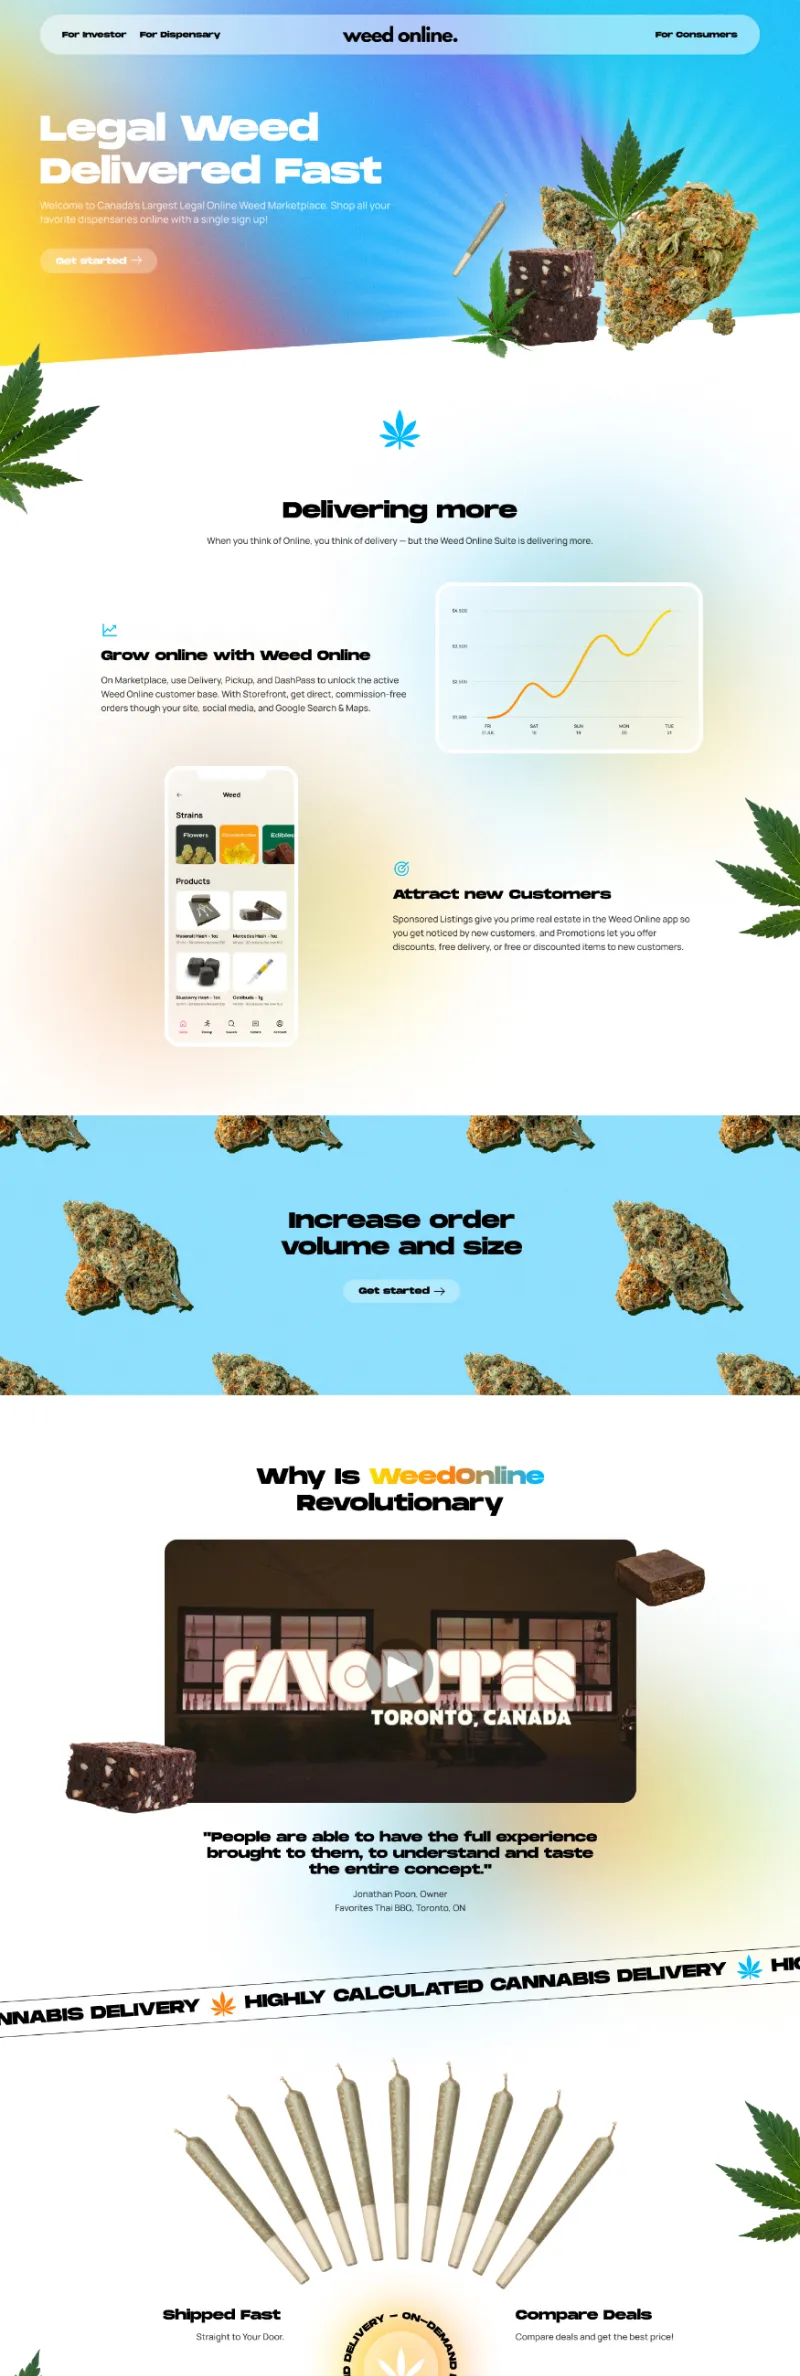 For Investor For Dispensary weed online. For Consumers
Legal Weed
Delivered Fast
Welcome to Canada's Largest Legal Online Weed Marketplace. Shop all your
favorite dispensaries online with a single sign up!
Get started →
Delivering more
When you think of Online, you think of delivery — but the Weed Online Suite is delivering more.
Grow online with Weed Online
On Marketplace, use Delivery, Pickup, and DashPass to unlock the active
Weed Online customer base. With Storefront, get direct, commission-free
orders though your site, social media, and Google Search & Maps.
FRI SAT SUN MON TUE
Weed
Strains
Flowers Edibles
Products
Attract new Customers
Sponsored Listings give you prime real estate in the Weed Online app so
you get noticed by new customers, and Promotions let you offer
discounts, free delivery, or free or discounted items to new customers.
Increase order
volume and size
Get started →
Why Is WeedOnline
Revolutionary
FAVORITES
TORONTO, CANADA
"People are able to have the full experience
brought to them, to understand and taste
the entire concept."
Jonathan Poon, Owner
Favorites Thai BBQ, Toronto, ON
NNABIS DELIVERY HIGHLY CALCULATED CANNABIS DELIVERY HIG
Shipped Fast
Straight to Your Door.
D DELIVERY – ON-DEMAND
Compare Deals
Compare deals and get the best price!